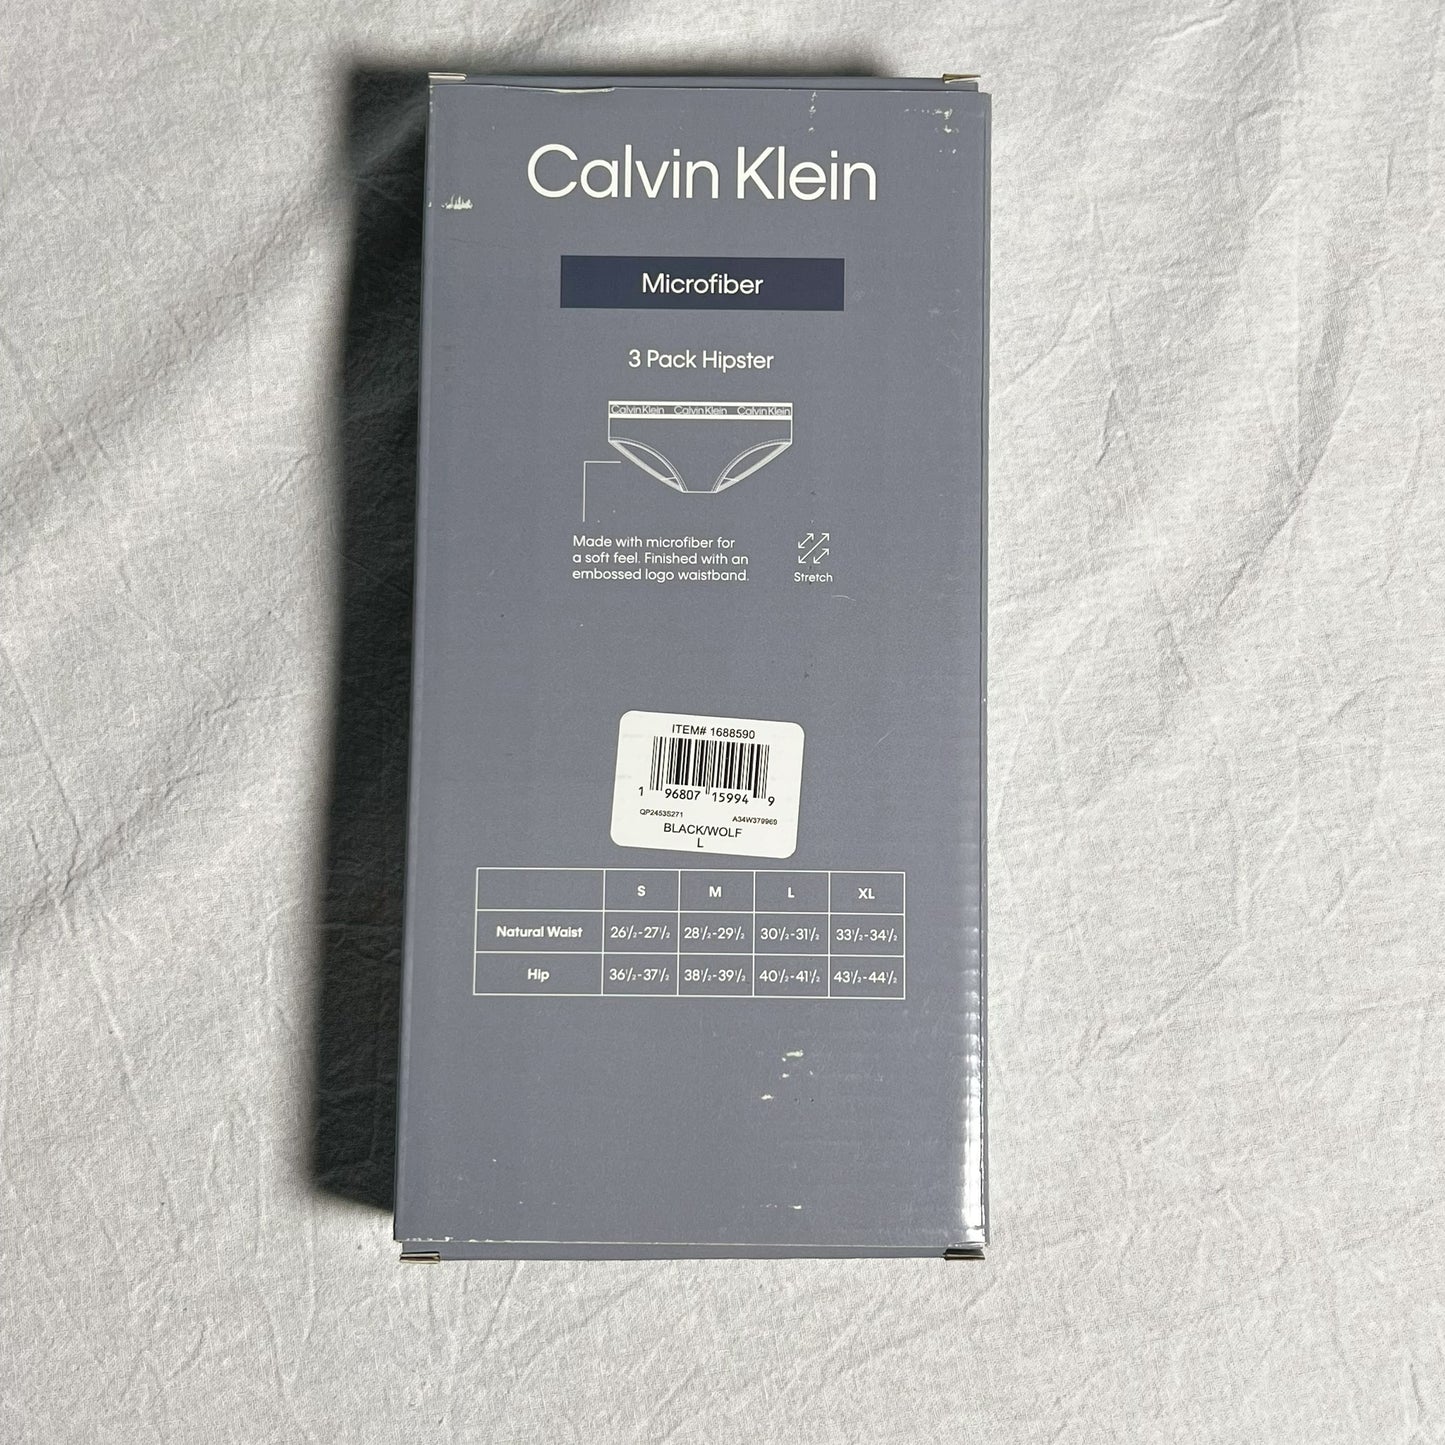 Calvin Klein
Microfiber
3 Pack Hipster
Calvin Klein Calvin Klein Calvin Klein
Made with microfiber for
a soft feel. Finished with an
embossed logo waistband.
Stretch
ITEM# 1688590
1 96807 15994 9
QP2453S271 A34W379969
BLACK/WOLF
L
S M L XL
Natural Waist 26½-27½ 28½-29½ 30½-31½ 33½-34½
Hip 36½-37½ 38½-39½ 40½-41½ 43½-44½